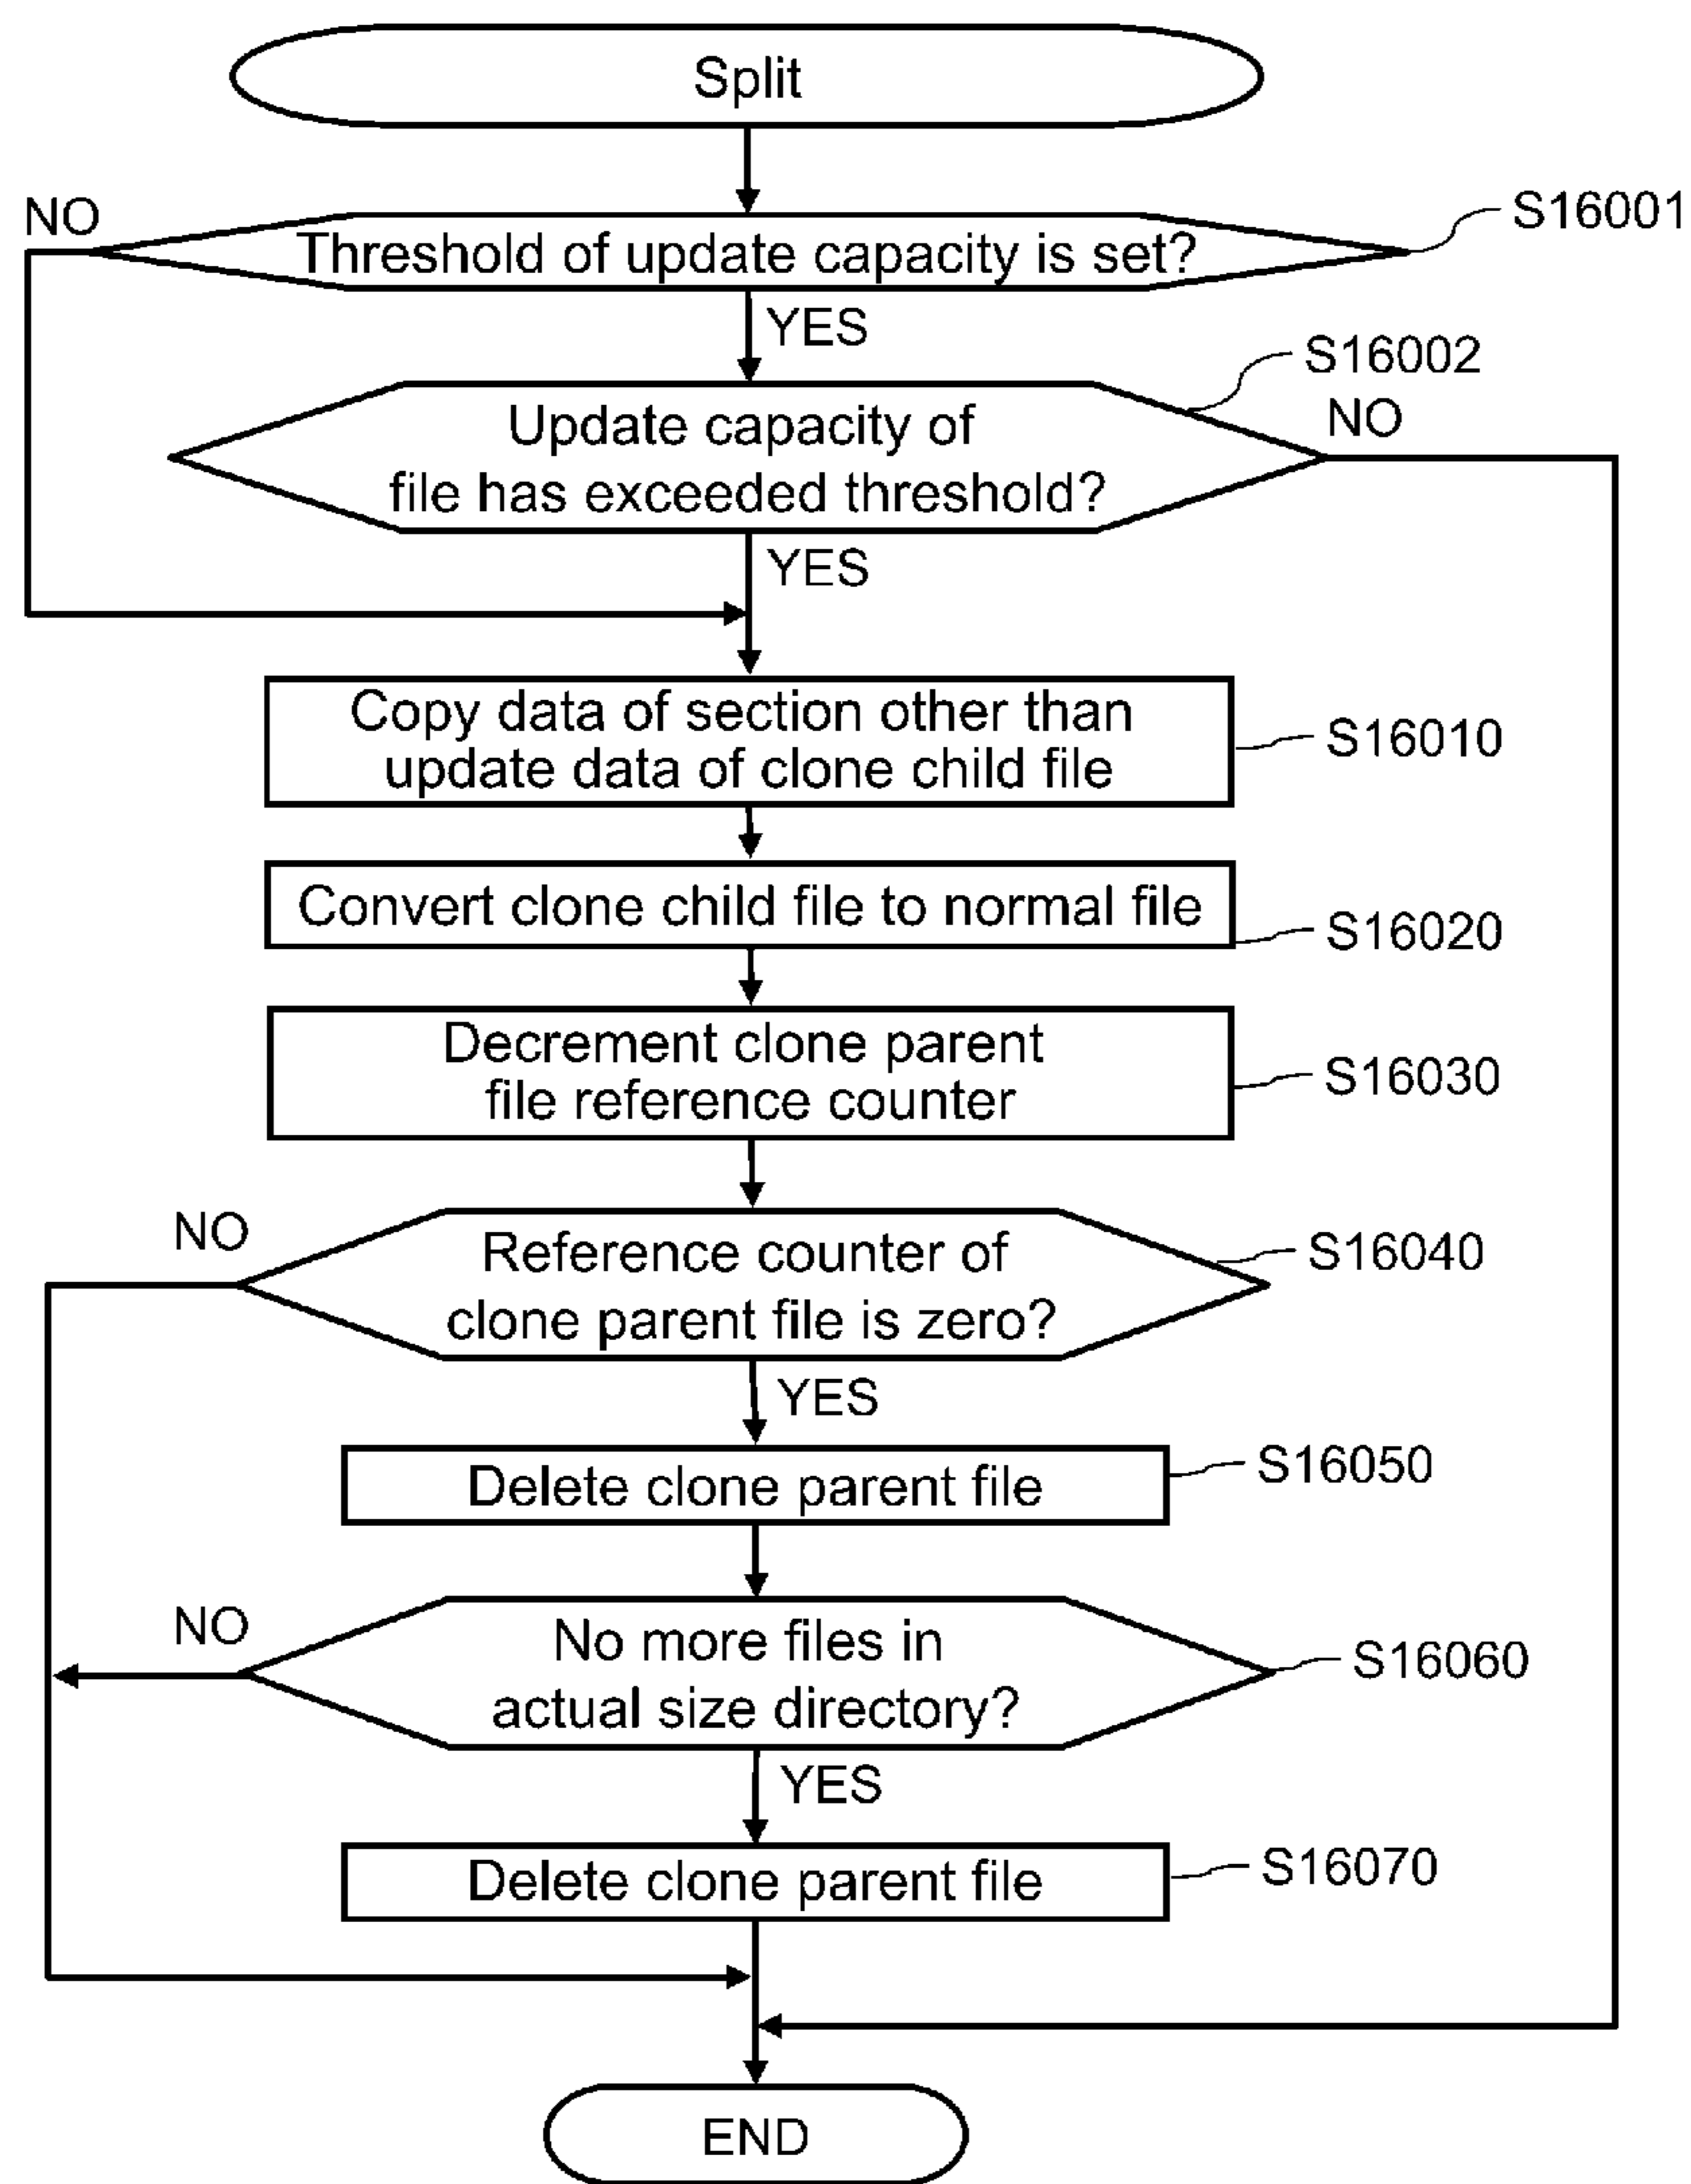 Split
NO
Threshold of update capacity is set?
S16001
YES
S16002
Update capacity of
file has exceeded threshold?
NO
YES
Copy data of section other than
update data of clone child file
S16010
Convert clone child file to normal file
S16020
Decrement clone parent
file reference counter
S16030
NO
Reference counter of
clone parent file is zero?
S16040
YES
Delete clone parent file
S16050
NO
No more files in
actual size directory?
S16060
YES
Delete clone parent file
S16070
END